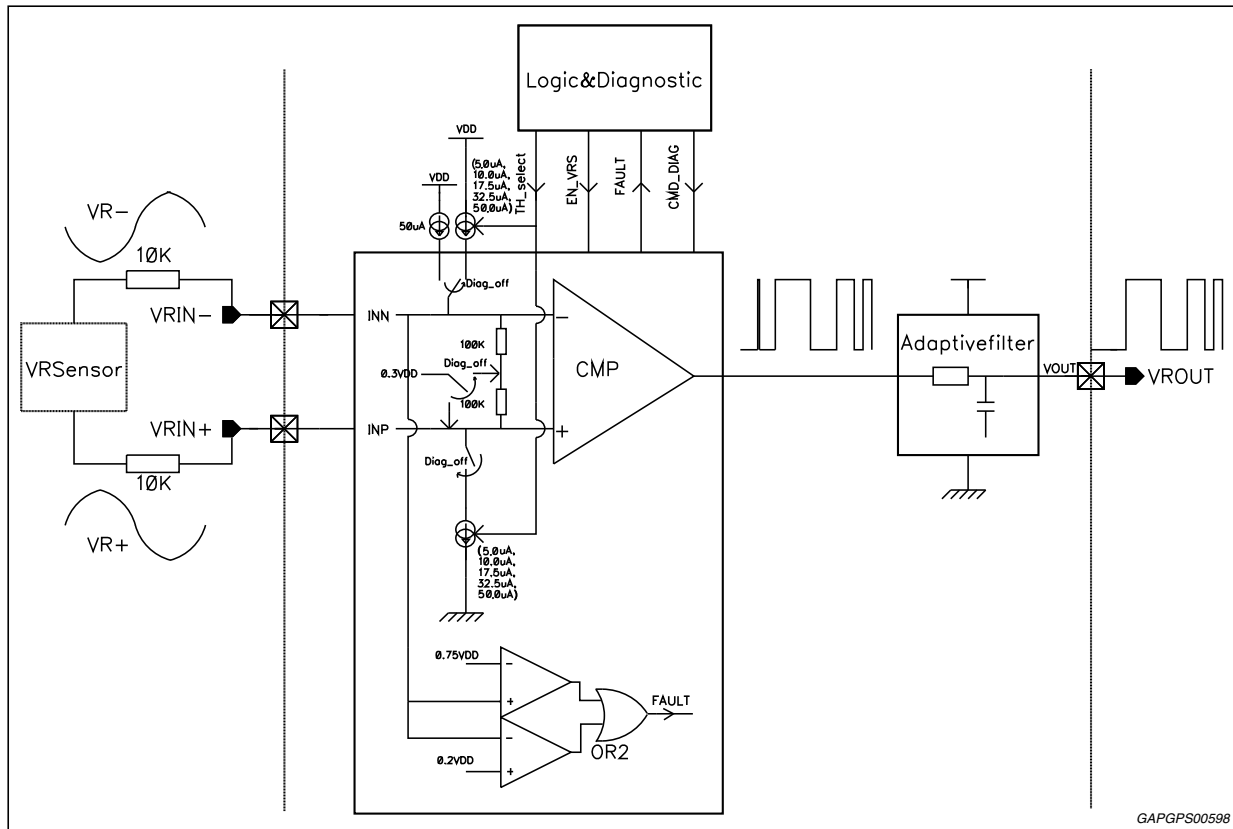 Logic&Diagnostic
VDD
VDD
50uA
(5.0uA,
10.0uA,
17.5uA,
32.5uA,
50.0uA)
TH_select
EN_VRS
FAULT
CMD_DIAG
VR-
10K
VRIN-
VRSensor
VRIN+
10K
VR+
INN
Diag_off
100K
Diag_off
0.3VDD
100K
INP
Diag_off
−
CMP
+
(5.0uA,
10.0uA,
17.5uA,
32.5uA,
50.0uA)
Adaptivefilter
VOUT
VROUT
0.75VDD
−
+
FAULT
−
OR2
0.2VDD
+
GAPGPS00598